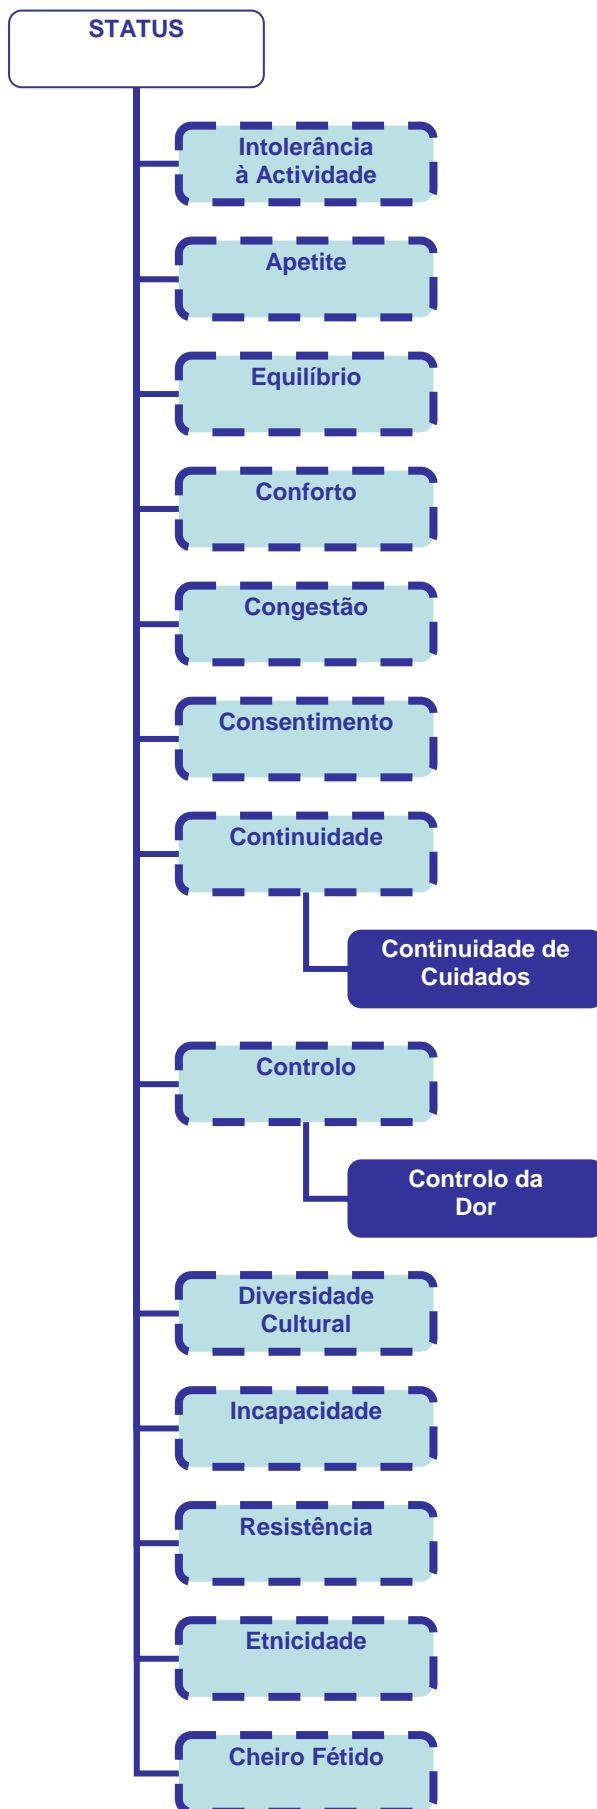 STATUS
Intolerância
à Actividade
Apetite
Equilíbrio
Conforto
Congestão
Consentimento
Continuidade
Continuidade de
Cuidados
Controlo
Controlo da
Dor
Diversidade
Cultural
Incapacidade
Resistência
Etnicidade
Cheiro Fétido